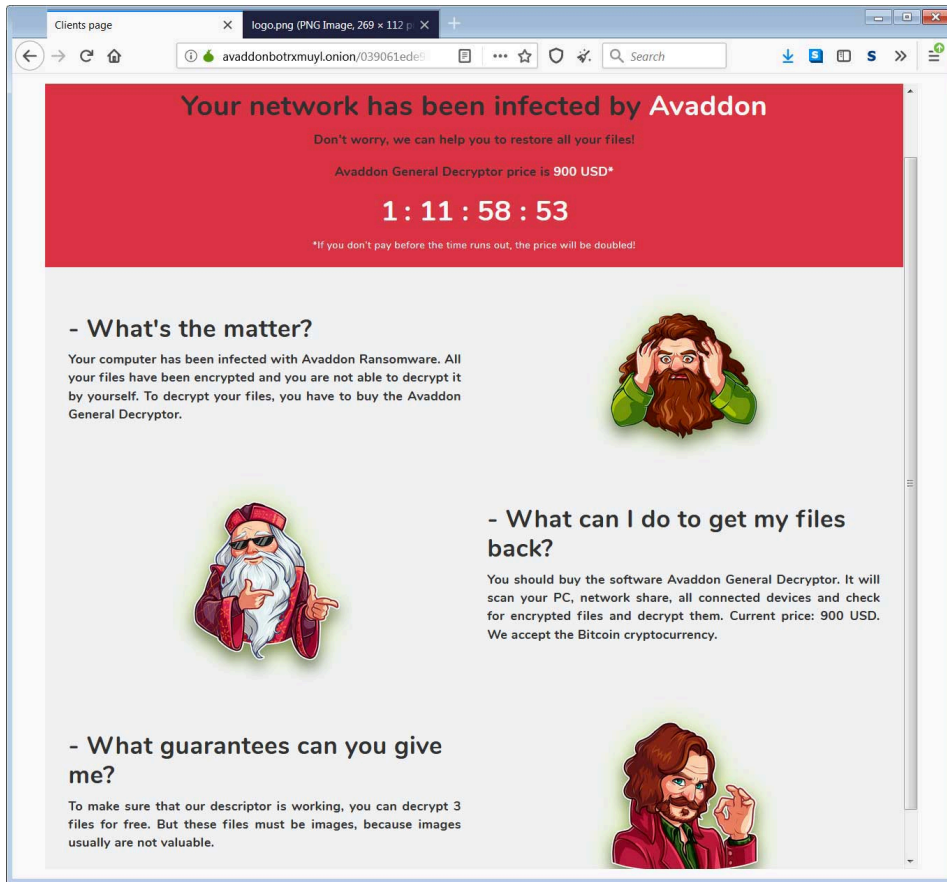 Clients page
logo.png (PNG Image, 269 × 112 p
avaddonbotrxmuyl.onion/039061ede9
Search
Your network has been infected by Avaddon
Don't worry, we can help you to restore all your files!
Avaddon General Decryptor price is 900 USD*
1 : 11 : 58 : 53
*If you don't pay before the time runs out, the price will be doubled!
- What's the matter?
Your computer has been infected with Avaddon Ransomware. All
your files have been encrypted and you are not able to decrypt it
by yourself. To decrypt your files, you have to buy the Avaddon
General Decryptor.
- What can I do to get my files
back?
You should buy the software Avaddon General Decryptor. It will
scan your PC, network share, all connected devices and check
for encrypted files and decrypt them. Current price: 900 USD.
We accept the Bitcoin cryptocurrency.
- What guarantees can you give
me?
To make sure that our descriptor is working, you can decrypt 3
files for free. But these files must be images, because images
usually are not valuable.